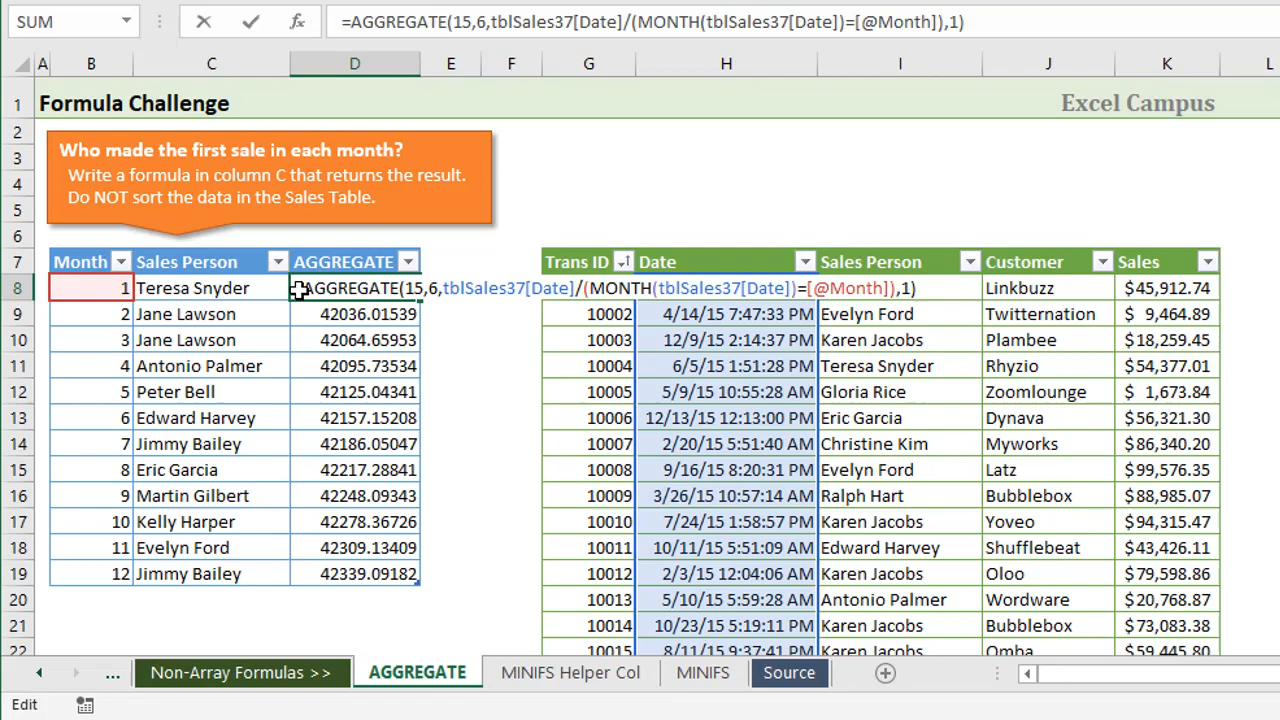 SUM =AGGREGATE(15,6,tblSales37[Date]/(MONTH(tblSales37[Date])=[@Month]),1)
A B C D E F G H I J K L
1 Formula Challenge Excel Campus
2
3 Who made the first sale in each month?
4 Write a formula in column C that returns the result.
5 Do NOT sort the data in the Sales Table.
6
7 Month Sales Person AGGREGATE Trans ID Date Sales Person Customer Sales
8 1 Teresa Snyder =AGGREGATE(15,6,tblSales37[Date]/(MONTH(tblSales37[Date])=[@Month]),1) Linkbuzz $45,912.74
9 2 Jane Lawson 42036.01539 10002 4/14/15 7:47:33 PM Evelyn Ford Twitternation $ 9,464.89
10 3 Jane Lawson 42064.65953 10003 12/9/15 2:14:37 PM Karen Jacobs Plambee $18,259.45
11 4 Antonio Palmer 42095.73534 10004 6/5/15 1:51:28 PM Teresa Snyder Rhyzio $54,377.01
12 5 Peter Bell 42125.04341 10005 5/9/15 10:55:28 AM Gloria Rice Zoomlounge $ 1,673.84
13 6 Edward Harvey 42157.15208 10006 12/13/15 12:13:00 PM Eric Garcia Dynava $56,321.30
14 7 Jimmy Bailey 42186.05047 10007 2/20/15 5:51:40 AM Christine Kim Myworks $86,340.20
15 8 Eric Garcia 42217.28841 10008 9/16/15 8:20:31 PM Evelyn Ford Latz $99,576.35
16 9 Martin Gilbert 42248.09343 10009 3/26/15 10:57:14 AM Ralph Hart Bubblebox $88,985.07
17 10 Kelly Harper 42278.36726 10010 7/24/15 1:58:57 PM Karen Jacobs Yoveo $94,315.47
18 11 Evelyn Ford 42309.13409 10011 10/11/15 5:51:09 AM Edward Harvey Shufflebeat $43,426.11
19 12 Jimmy Bailey 42339.09182 10012 2/3/15 12:04:06 AM Karen Jacobs Oloo $79,598.86
20 10013 5/10/15 5:59:28 AM Antonio Palmer Wordware $20,768.87
21 10014 10/23/15 5:19:11 PM Karen Jacobs Bubblebox $73,083.38
22 10015 8/11/15 9:37:41 PM Karen Jacobs Omba $59,445.80
... Non-Array Formulas >> AGGREGATE MINIFS Helper Col MINIFS Source
Edit